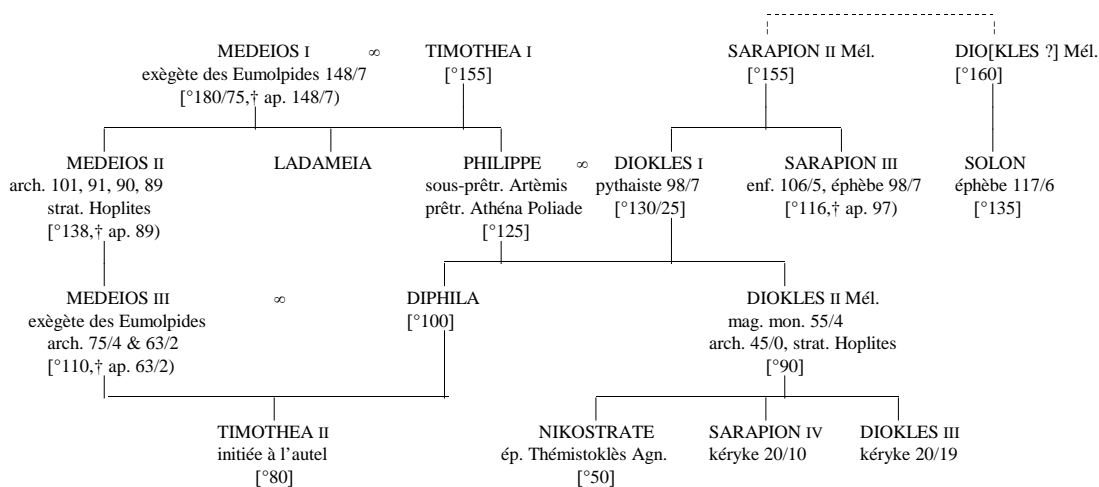 MEDEIOS I ∞ TIMOTHEA I SARAPION II Mél. DIO[KLES ?] Mél.
exègète des Eumolpides 148/7 [°155] [°155] [°160]
[°180/75,† ap. 148/7)
MEDEIOS II LADAMEIA PHILIPPE ∞ DIOKLES I SARAPION III SOLON
arch. 101, 91, 90, 89 sous-prêtr. Artèmis pythaiste 98/7 enf. 106/5, éphèbe 98/7 éphèbe 117/6
strat. Hoplites prêtr. Athéna Poliade [°130/25] [°116,† ap. 97) [°135]
[°138,† ap. 89) [°125]
MEDEIOS III ∞ DIPHILA DIOKLES II Mél.
exègète des Eumolpides [°100] mag. mon. 55/4
arch. 75/4 & 63/2 arch. 45/0, strat. Hoplites
[°110,† ap. 63/2) [°90]
TIMOTHEA II NIKOSTRATE SARAPION IV DIOKLES III
initiée à l’autel ép. Thémistoklès Agn. kéryke 20/10 kéryke 20/19
[°80] [°50]